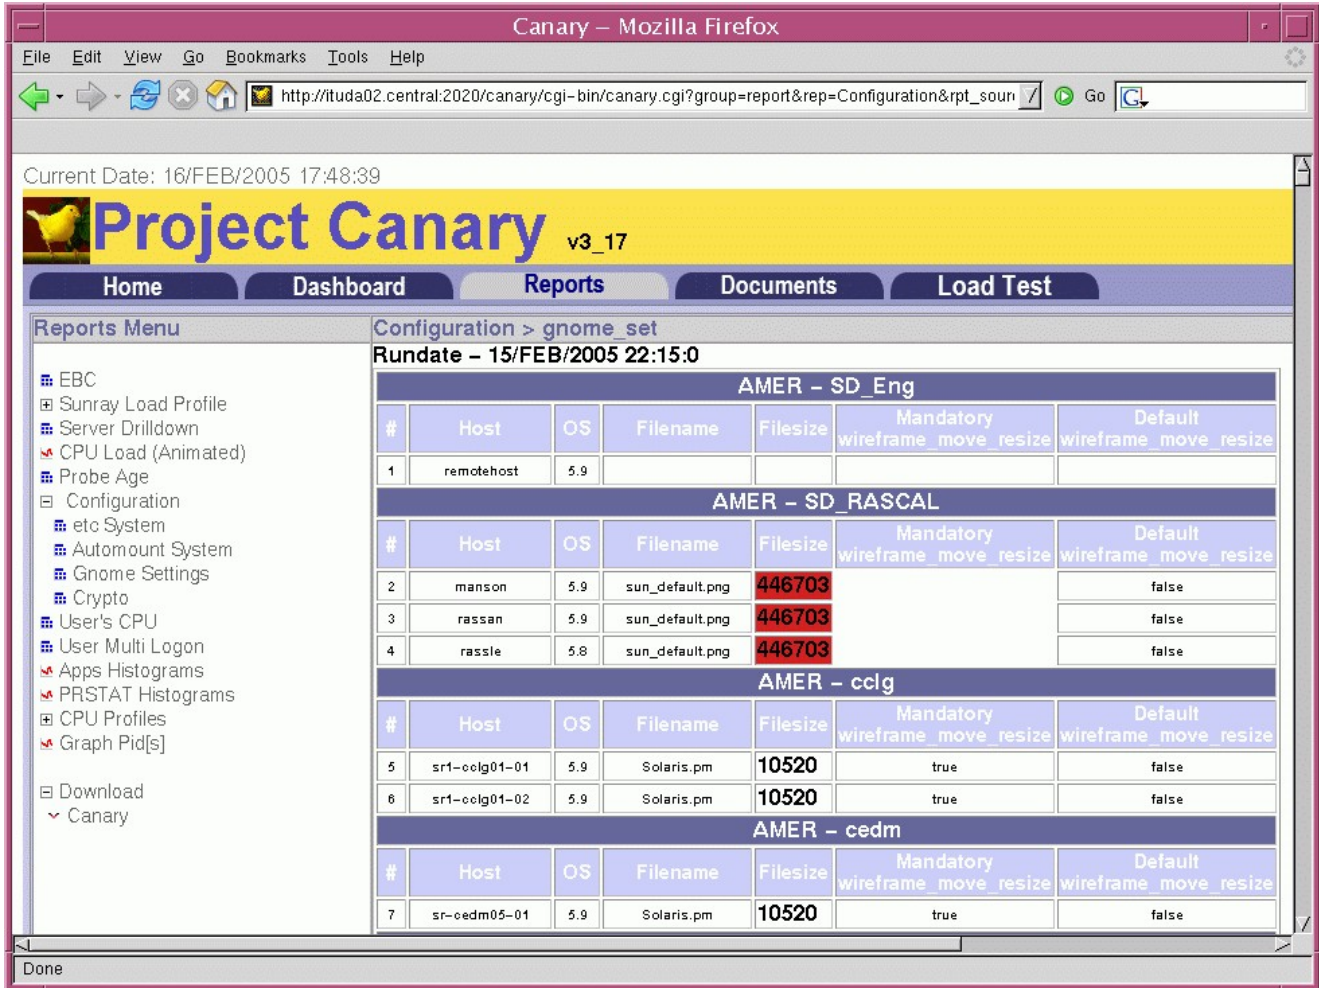 Canary – Mozilla Firefox
File Edit View Go Bookmarks Tools Help
http://ituda02.central:2020/canary/cgi-bin/canary.cgi?group=report&rep=Configuration&rpt_sour Go G
Current Date: 16/FEB/2005 17:48:39
Project Canary v3_17
Home Dashboard Reports Documents Load Test
Reports Menu
EBC
Sunray Load Profile
Server Drilldown
CPU Load (Animated)
Probe Age
Configuration
etc System
Automount System
Gnome Settings
Crypto
User's CPU
User Multi Logon
Apps Histograms
PRSTAT Histograms
CPU Profiles
Graph Pid[s]
Download
Canary
Configuration > gnome_set
Rundate – 15/FEB/2005 22:15:0
AMER – SD_Eng
# Host OS Filename Filesize Mandatory wireframe_move_resize Default wireframe_move_resize
1 remotehost 5.9
AMER – SD_RASCAL
# Host OS Filename Filesize Mandatory wireframe_move_resize Default wireframe_move_resize
2 manson 5.9 sun_default.png 446703 false
3 rassan 5.9 sun_default.png 446703 false
4 rassle 5.8 sun_default.png 446703 false
AMER – cclg
# Host OS Filename Filesize Mandatory wireframe_move_resize Default wireframe_move_resize
5 sr1-cclg01-01 5.9 Solaris.pm 10520 true false
6 sr1-cclg01-02 5.9 Solaris.pm 10520 true false
AMER – cedm
# Host OS Filename Filesize Mandatory wireframe_move_resize Default wireframe_move_resize
7 sr-cedm05-01 5.9 Solaris.pm 10520 true false
Done